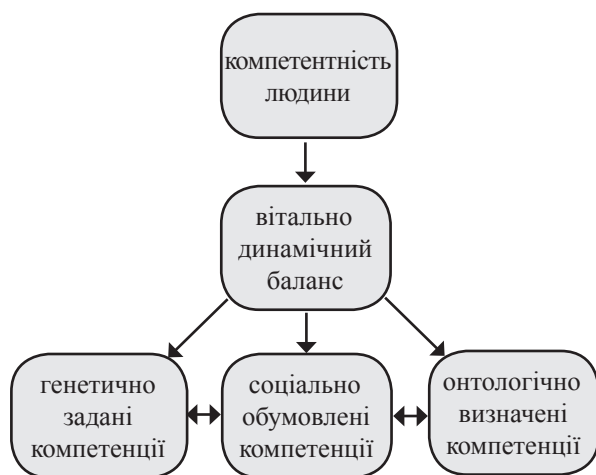 компетентність
людини
вітально
динамічний
баланс
генетично
задані
компетенції
соціально
обумовлені
компетенції
онтологічно
визначені
компетенції